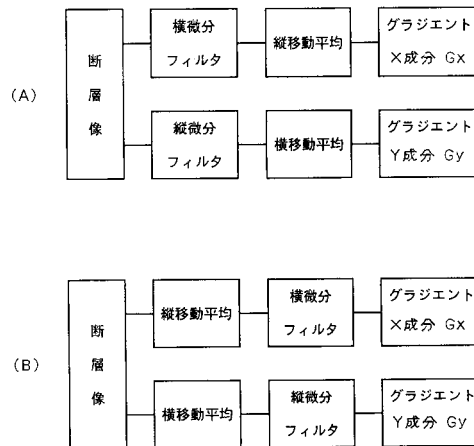 (A)
断
層
像
横微分
フィルタ
縦移動平均
グラジエント
X成分 Gx
縦微分
フィルタ
横移動平均
グラジエント
Y成分 Gy
(B)
断
層
像
縦移動平均
横微分
フィルタ
グラジエント
X成分 Gx
横移動平均
縦微分
フィルタ
グラジエント
Y成分 Gy